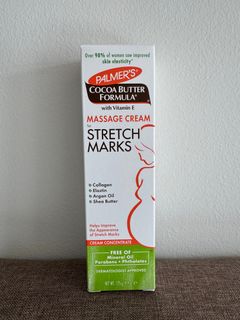 Over 98% of women saw improved
skin elasticity*
PALMER'S
COCOA BUTTER
FORMULA
with Vitamin E
MASSAGE CREAM
for
STRETCH
MARKS
Collagen
Elastin
Argan Oil
Shea Butter
Helps Improve
the Appearance
of Stretch Marks
CREAM CONCENTRATE
FREE OF
Mineral Oil
Parabens • Phthalates
DERMATOLOGIST APPROVED